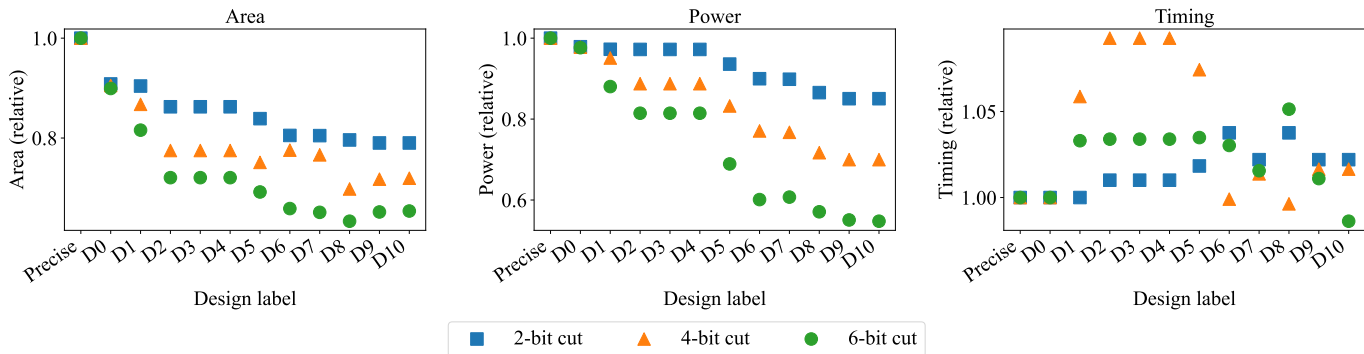 Area
Area (relative)
1.0
0.8
Precise
D0
D1
D2
D3
D4
D5
D6
D7
D8
D9
D10
Design label
Power
Power (relative)
1.0
0.8
0.6
Precise
D0
D1
D2
D3
D4
D5
D6
D7
D8
D9
D10
Design label
Timing
Timing (relative)
1.05
1.00
Precise
D0
D1
D2
D3
D4
D5
D6
D7
D8
D9
D10
Design label
2-bit cut
4-bit cut
6-bit cut